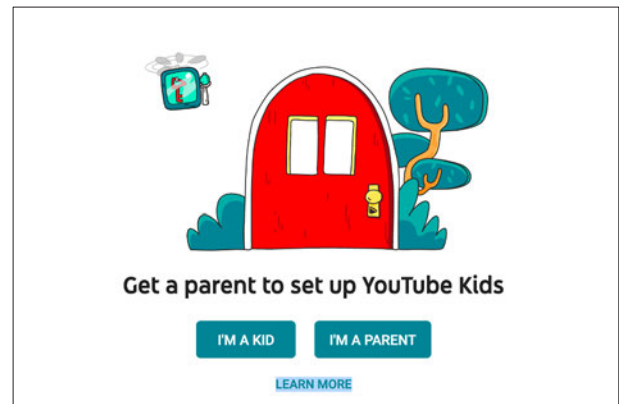 Get a parent to set up YouTube Kids
I'M A KID
I'M A PARENT
LEARN MORE